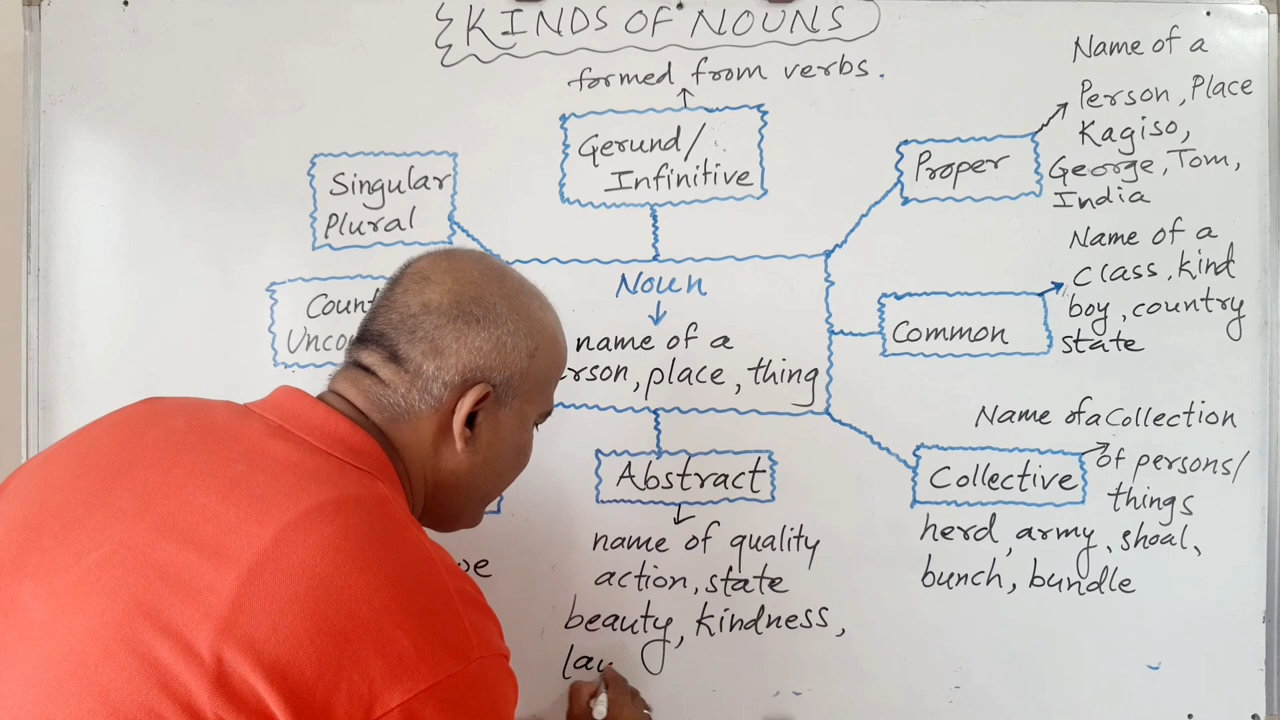 KINDS OF NOUNS
formed from verbs.
Gerund/
Infinitive
Singular
Plural
Proper
Name of a
Person, Place
Kagiso,
George, Tom,
India
Noun
name of a
place, thing
Common
Name of a
class, kind
boy, country
state
Abstract
name of quality
action, state
beauty, kindness,
Collective
Name of a Collection
of persons/
things
herd, army, shoal,
bunch, bundle